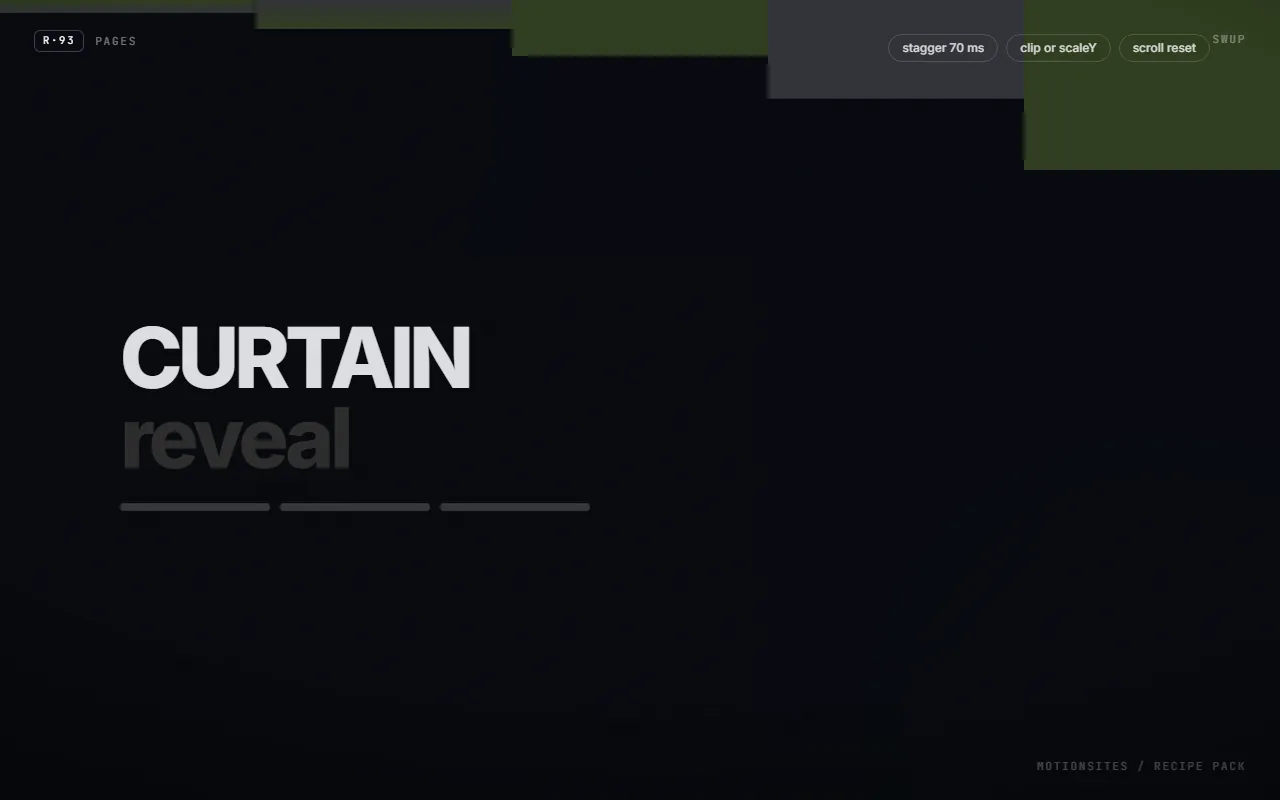 R·93 PAGES
stagger 70 ms clip or scaleY scroll reset SWUP
CURTAIN
reveal
MOTIONSITES / RECIPE PACK